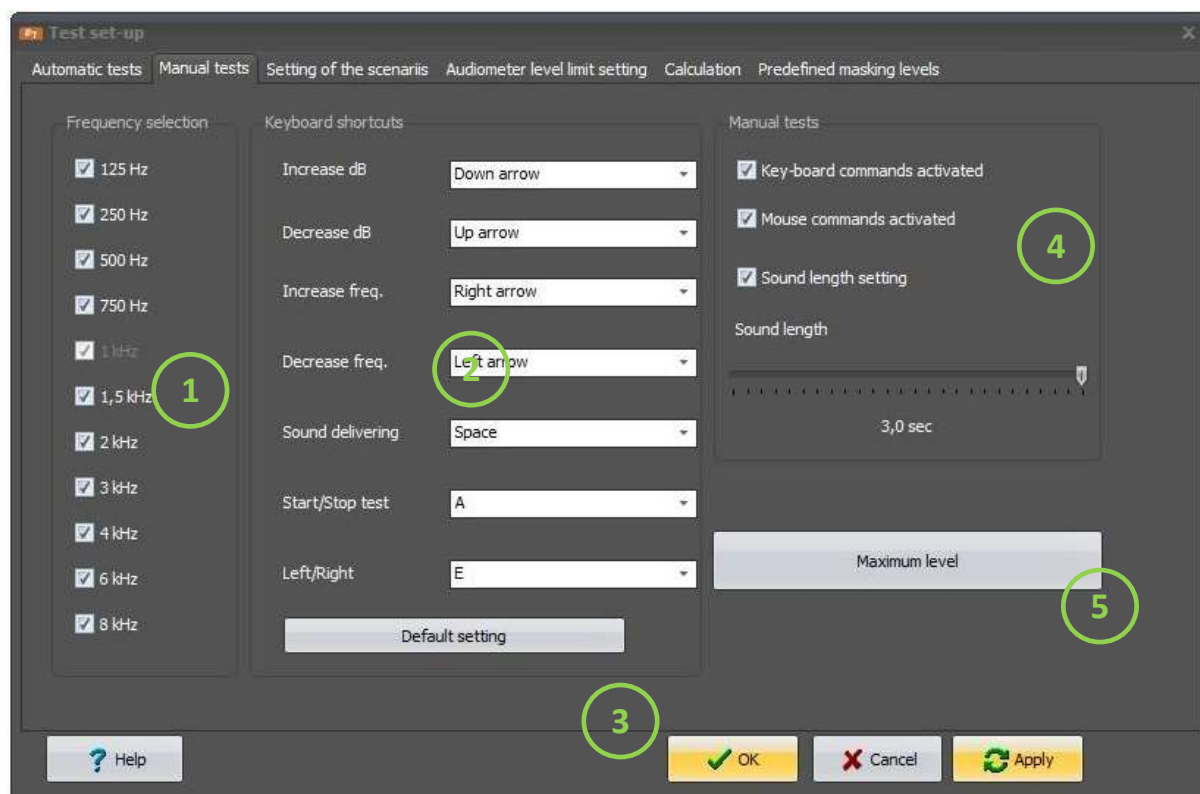 Test set-up
Automatic tests Manual tests Setting of the scenariis Audiometer level limit setting Calculation Predefined masking levels
Frequency selection
125 Hz
250 Hz
500 Hz
750 Hz
1 kHz
1,5 kHz
2 kHz
3 kHz
4 kHz
6 kHz
8 kHz
1
Keyboard shortcuts
Increase dB Down arrow
Decrease dB Up arrow
Increase freq. Right arrow
Decrease freq. Left arrow
2
Sound delivering Space
Start/Stop test A
Left/Right E
Default setting
Manual tests
Key-board commands activated
Mouse commands activated
4
Sound length setting
Sound length
3,0 sec
Maximum level
5
3
Help OK Cancel Apply